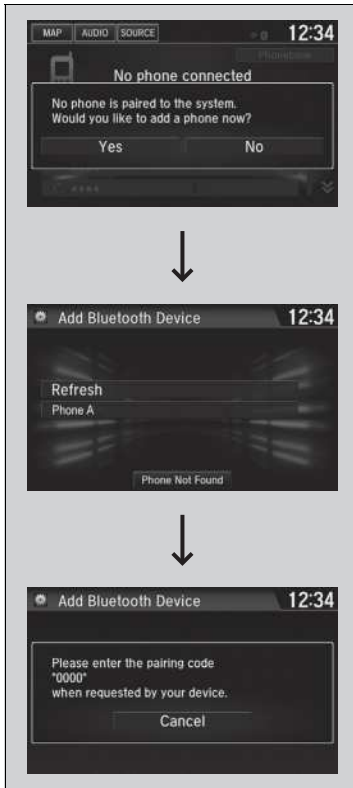 MAP AUDIO SOURCE 12:34
Phonebook
No phone connected
No phone is paired to the system.
Would you like to add a phone now?
Yes No
Add Bluetooth Device 12:34
Refresh
Phone A
Phone Not Found
Add Bluetooth Device 12:34
Please enter the pairing code
"0000"
when requested by your device.
Cancel